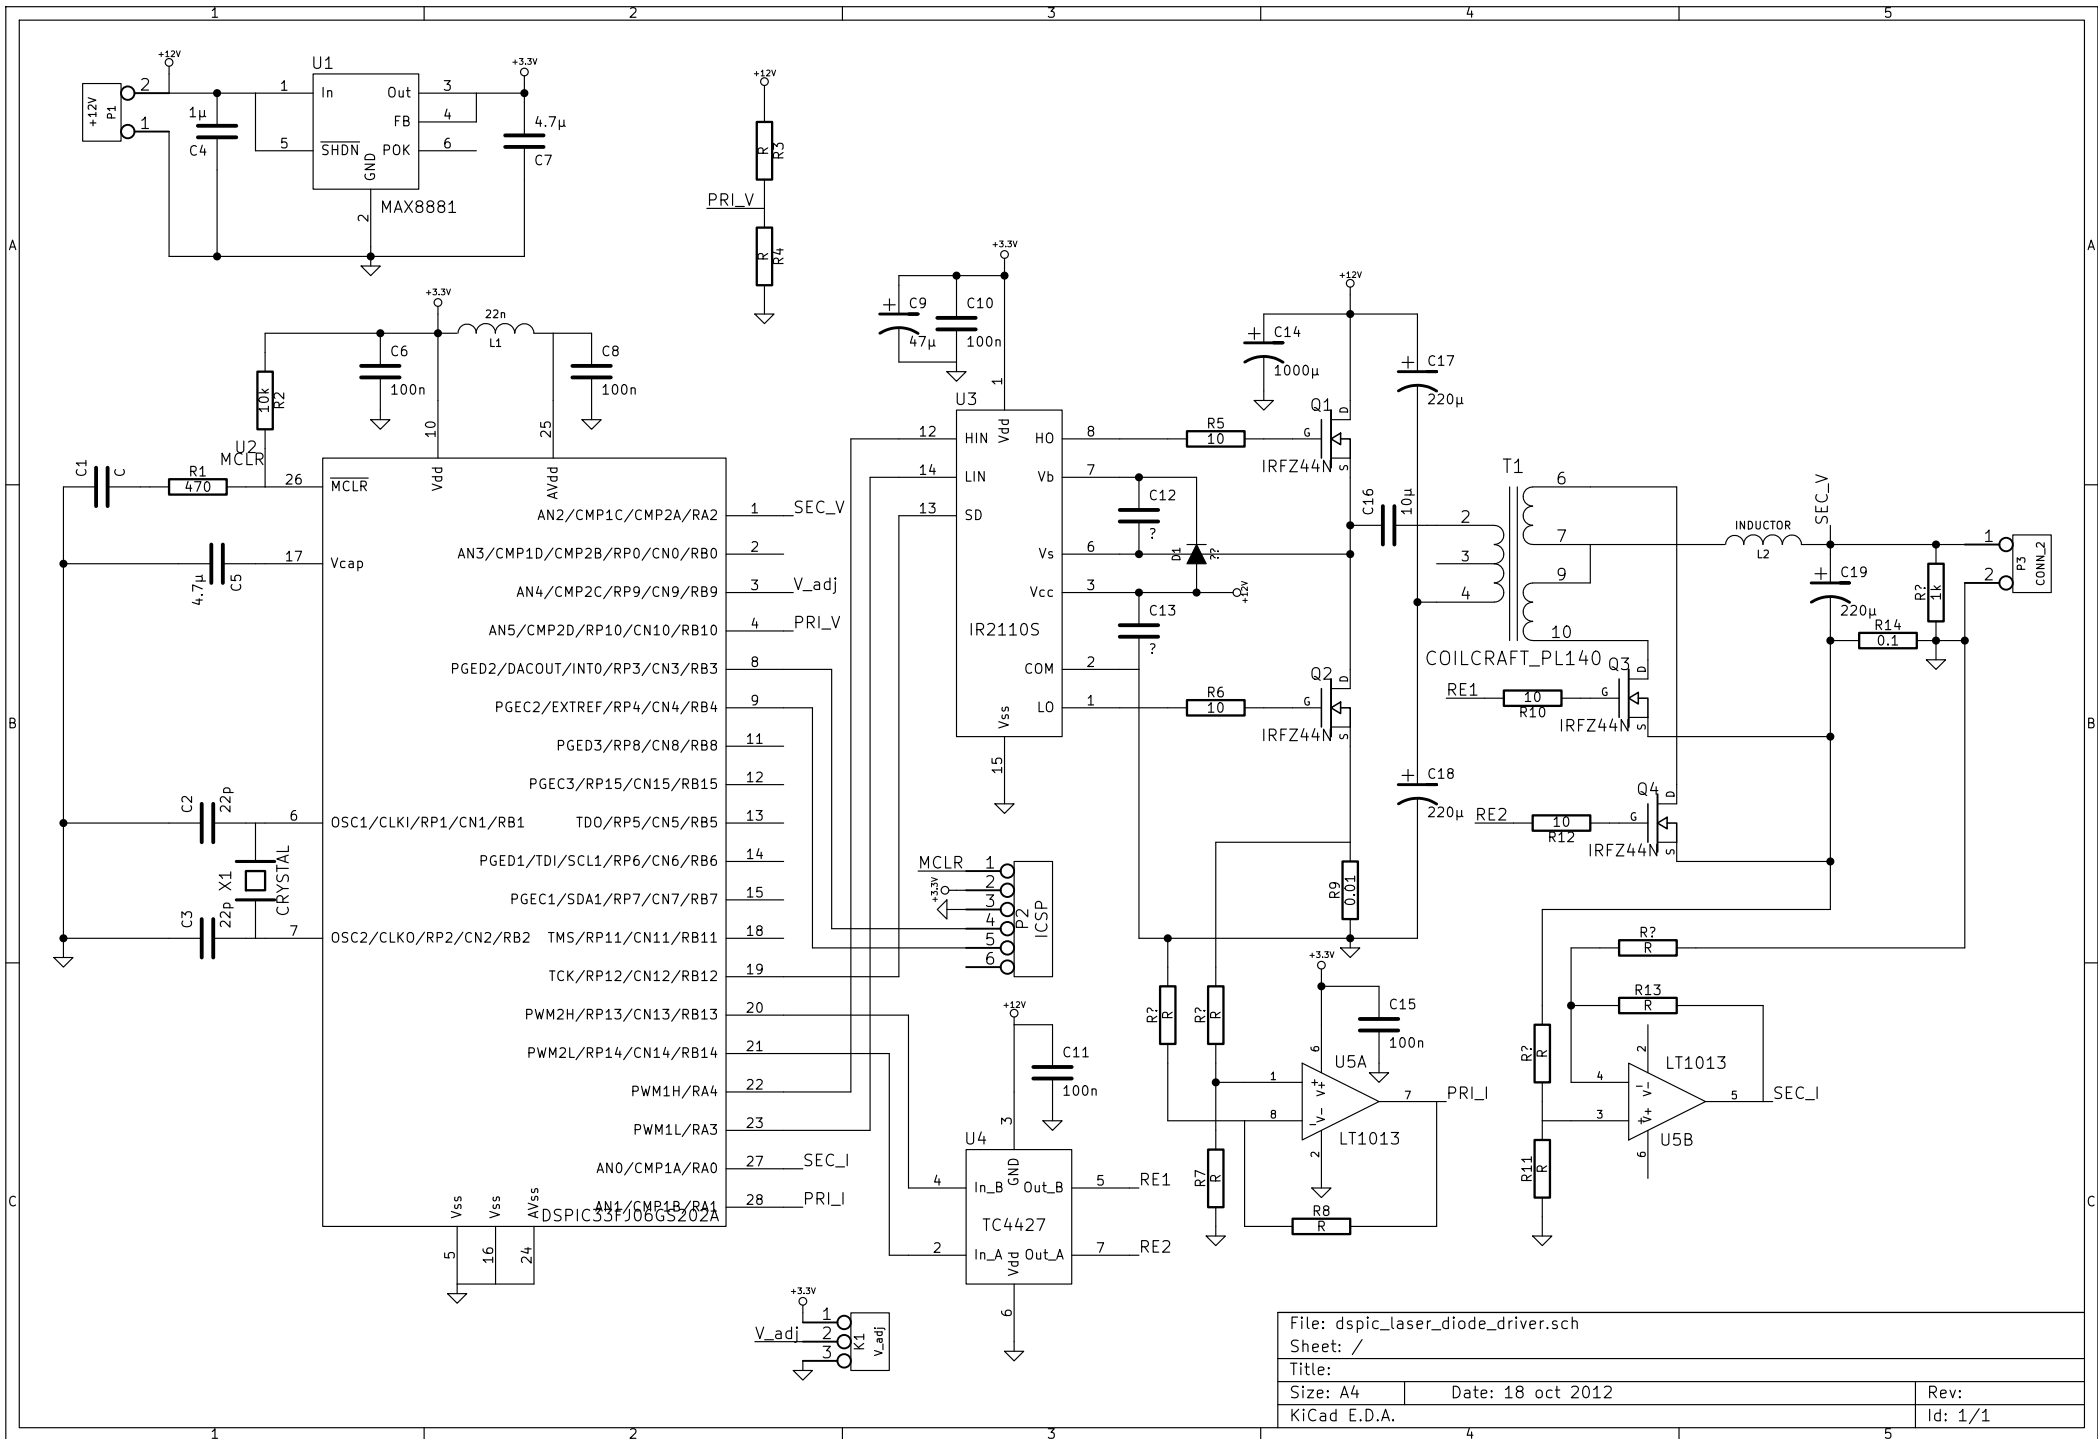 1 2 3 4 5
A
B
C
+12V
P1
2
1
+12V
1µ
C4
U1
1 In
5 SHDN
GND
2
Out 3
FB 4
POK 6
MAX8881
+3.3V
4.7µ
C7
+12V
R R3
PRI_V
R R4
+3.3V
22n
L1
C6
100n
C8
100n
10k R2
U2
MCLR
C1 C
R1
470
26 MCLR
10 Vdd
25 AVdd
4.7µ C5
17 Vcap
C2 22p
6 OSC1/CLKI/RP1/CN1/RB1
X1 CRYSTAL
C3 22p
7 OSC2/CLKO/RP2/CN2/RB2
AN2/CMP1C/CMP2A/RA2 1 SEC_V
AN3/CMP1D/CMP2B/RP0/CN0/RB0 2
AN4/CMP2C/RP9/CN9/RB9 3 V_adj
AN5/CMP2D/RP10/CN10/RB10 4 PRI_V
PGED2/DACOUT/INT0/RP3/CN3/RB3 8
PGEC2/EXTREF/RP4/CN4/RB4 9
PGED3/RP8/CN8/RB8 11
PGEC3/RP15/CN15/RB15 12
TDO/RP5/CN5/RB5 13
PGED1/TDI/SCL1/RP6/CN6/RB6 14
PGEC1/SDA1/RP7/CN7/RB7 15
TMS/RP11/CN11/RB11 18
TCK/RP12/CN12/RB12 19
PWM2H/RP13/CN13/RB13 20
PWM2L/RP14/CN14/RB14 21
PWM1H/RA4 22
PWM1L/RA3 23
AN0/CMP1A/RA0 27 SEC_I
AN1/CMP1B/RA1 28 PRI_I
DSPIC33FJ06GS202A
Vss 5
Vss 16
AVss 24
+3.3V
C9
47µ
C10
100n
1 Vdd
U3
12 HIN
14 LIN
13 SD
HO 8
Vb 7
Vs 6
Vcc 3
IR2110S
COM 2
LO 1
Vss 15
C12
?
D1 ??
C13
?
+12V
R5
10
R6
10
+12V
C14
1000µ
C17
220µ
Q1
G D S
IRFZ44N
Q2
G D S
IRFZ44N
C16 10µ
C18
220µ
R9 0.01
T1
2
3
4
6
7
9
10
COILCRAFT_PL140
INDUCTOR
L2
SEC_V
C19
220µ
R? 1k
R14
0.1
1
2
P3
CONN_2
RE1
10
R10
Q3
G D S
IRFZ44N
RE2
10
R12
Q4
G D S
IRFZ44N
MCLR 1
+3.3V 2
3
4
5
6
P2
ICSP
+12V
C11
100n
3
U4
GND
4 In_B
2 In_A
Out_B 5 RE1
Out_A 7 RE2
TC4427
Vdd
6
+3.3V
V_adj
1
2
3
K1
V_adj
R? R
R? R
R7 R
R8
R
+3.3V
C15
100n
U5A
6
1
8
2
7 PRI_I
+ V+
- V-
LT1013
R?
R
R13
R
R? R
R11 R
LT1013
2
4
3
6
5 SEC_I
- V-
+ V+
U5B
File: dspic_laser_diode_driver.sch
Sheet: /
Title:
Size: A4 Date: 18 oct 2012 Rev:
KiCad E.D.A. Id: 1/1
A
B
C
1 2 3 4 5